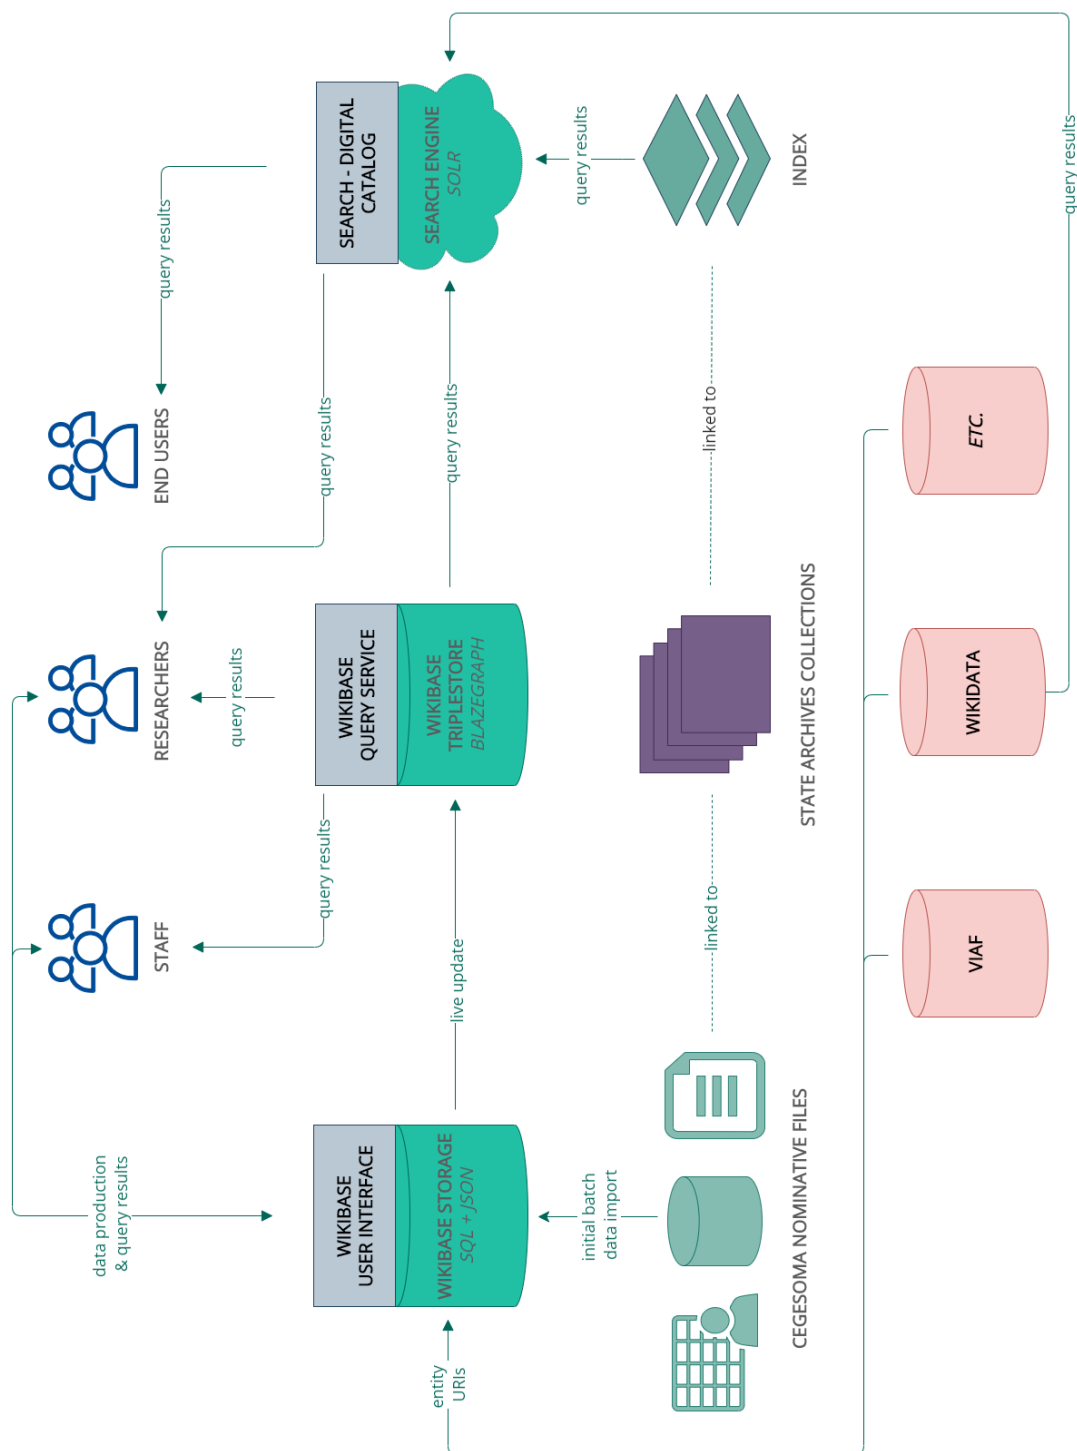 STAFF
RESEARCHERS
END USERS
data production
& query results
query results
query results
query results
query results
WIKIBASE
USER INTERFACE
WIKIBASE STORAGE
SQL + JSON
WIKIBASE
QUERY SERVICE
WIKIBASE
TRIPLESTORE
BLAZEGRAPH
SEARCH - DIGITAL
CATALOG
SEARCH ENGINE
SOLR
entity
URIs
live update
query results
initial batch
data import
query results
linked to
linked to
CEGESOMA NOMINATIVE FILES
STATE ARCHIVES COLLECTIONS
INDEX
VIAF
WIKIDATA
ETC.
query results